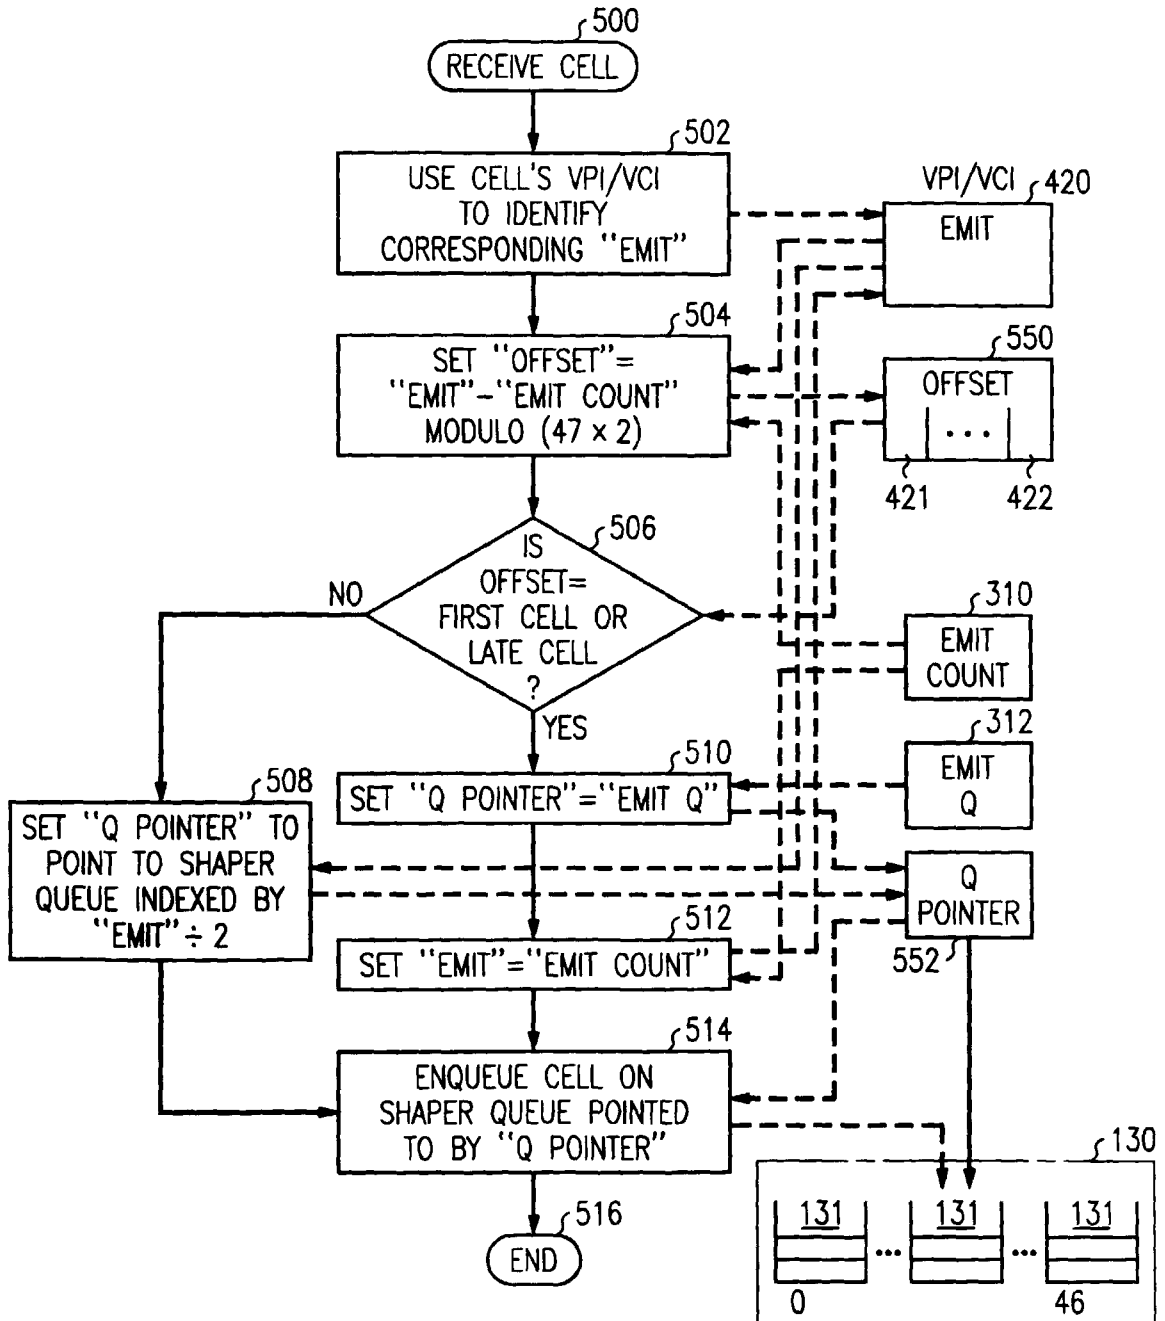 500
RECEIVE CELL
502
USE CELL'S VPI/VCI
TO IDENTIFY
CORRESPONDING "EMIT"
VPI/VCI
420
EMIT
504
SET "OFFSET"=
"EMIT"-"EMIT COUNT"
MODULO (47 × 2)
550
OFFSET
...
421
422
506
IS
OFFSET=
FIRST CELL OR
LATE CELL
?
NO
YES
310
EMIT
COUNT
312
EMIT
Q
508
SET "Q POINTER" TO
POINT TO SHAPER
QUEUE INDEXED BY
"EMIT" ÷ 2
510
SET "Q POINTER"="EMIT Q"
Q
POINTER
552
512
SET "EMIT"="EMIT COUNT"
514
ENQUEUE CELL ON
SHAPER QUEUE POINTED
TO BY "Q POINTER"
516
END
130
131 ... 131 ... 131
0
46